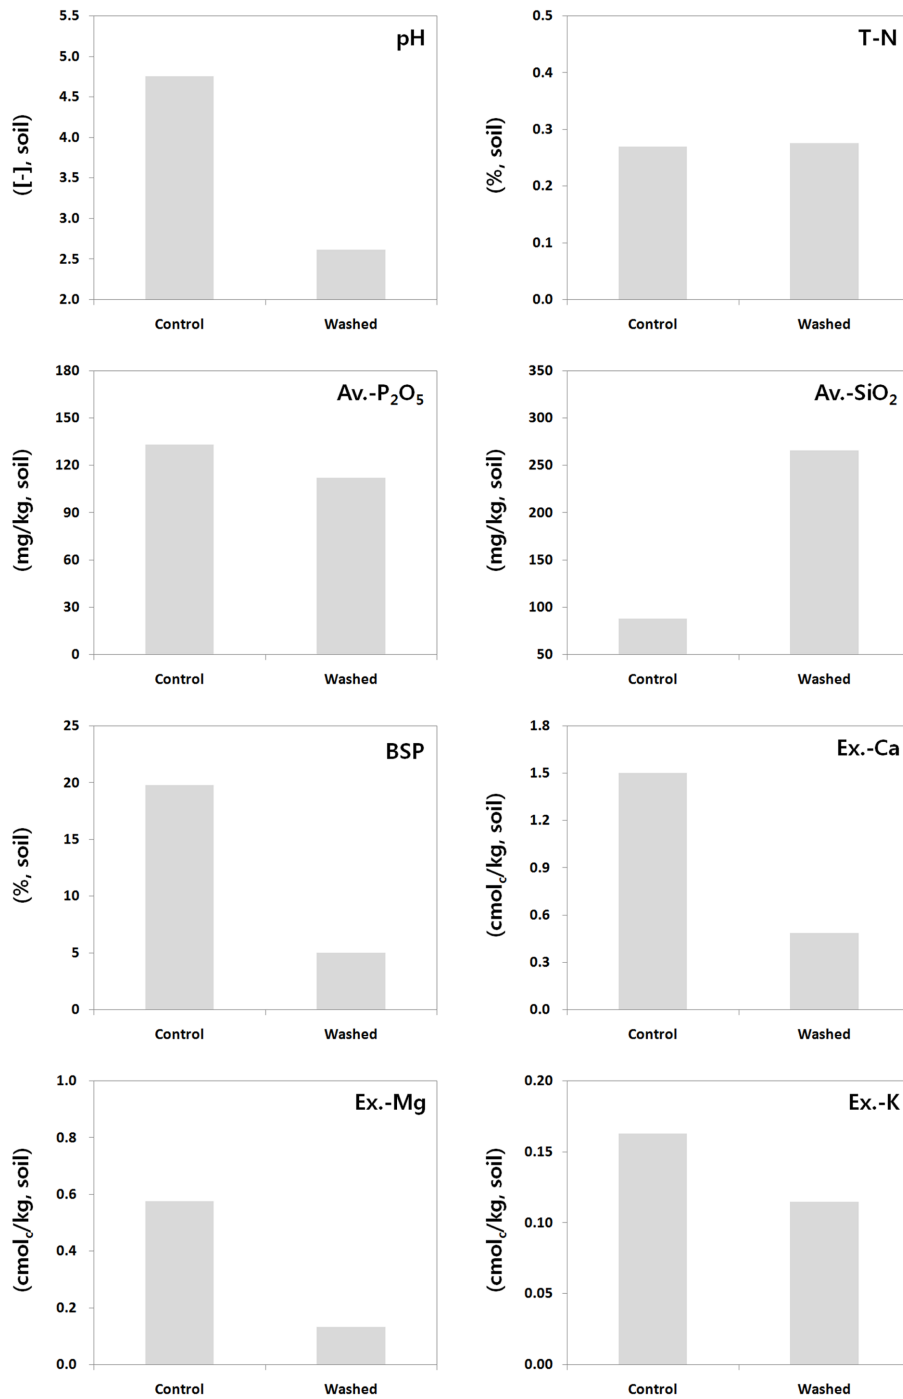 pH
([-], soil)
5.5
5.0
4.5
4.0
3.5
3.0
2.5
2.0
Control Washed
T-N
(%, soil)
0.5
0.4
0.3
0.2
0.1
0.0
Control Washed
Av.-P₂O₅
(mg/kg, soil)
180
150
120
90
60
30
0
Control Washed
Av.-SiO₂
(mg/kg, soil)
350
300
250
200
150
100
50
Control Washed
BSP
(%, soil)
25
20
15
10
5
0
Control Washed
Ex.-Ca
(cmolc/kg, soil)
1.8
1.5
1.2
0.9
0.6
0.3
0.0
Control Washed
Ex.-Mg
(cmolc/kg, soil)
1.0
0.8
0.6
0.4
0.2
0.0
Control Washed
Ex.-K
(cmolc/kg, soil)
0.20
0.15
0.10
0.05
0.00
Control Washed